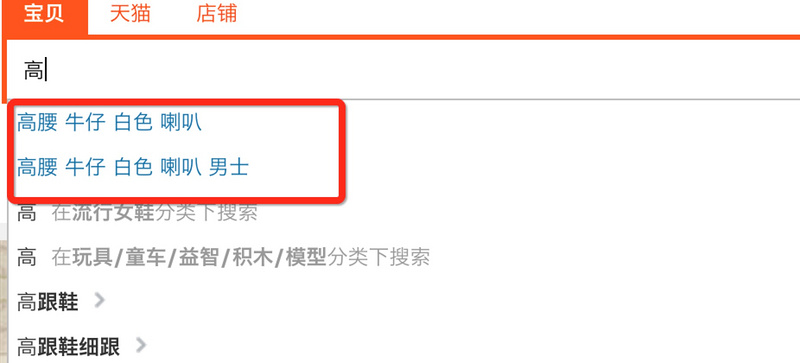 宝贝 天猫 店铺
高
高腰 牛仔 白色 喇叭
高腰 牛仔 白色 喇叭 男士
高 在流行女鞋分类下搜索
高 在玩具/童车/益智/积木/模型分类下搜索
高跟鞋
高跟鞋细跟